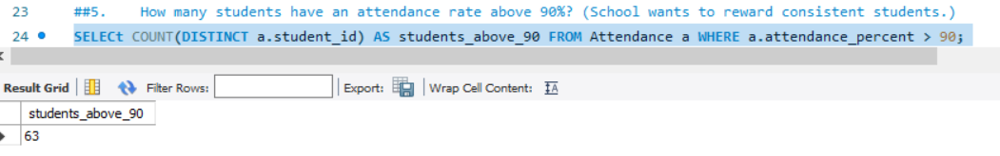 23 ##5. How many students have an attendance rate above 90%? (School wants to reward consistent students.)
24 SELECt COUNT(DISTINCT a.student_id) AS students_above_90 FROM Attendance a WHERE a.attendance_percent > 90;
Result Grid Filter Rows: Export: Wrap Cell Content: IA
students_above_90
63